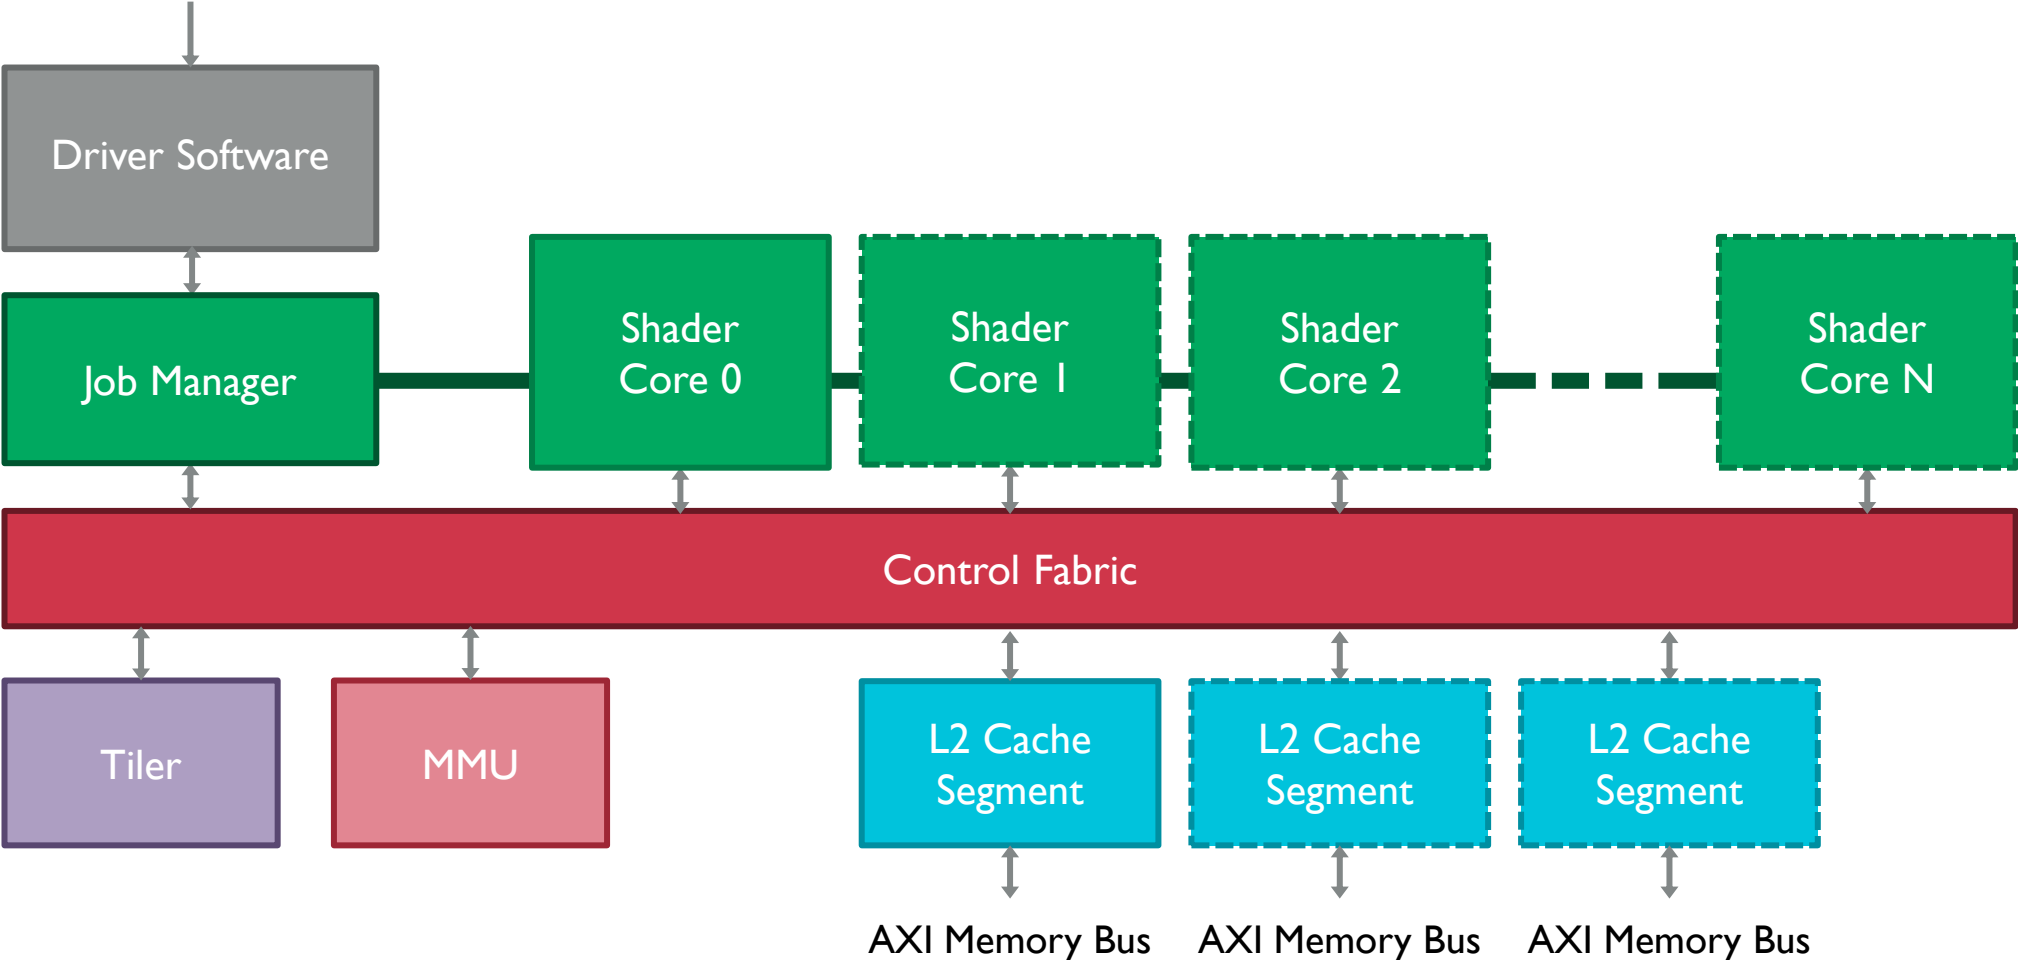 Driver Software
Job Manager
Shader
Core 0
Shader
Core 1
Shader
Core 2
Shader
Core N
Control Fabric
Tiler
MMU
L2 Cache
Segment
L2 Cache
Segment
L2 Cache
Segment
AXI Memory Bus
AXI Memory Bus
AXI Memory Bus